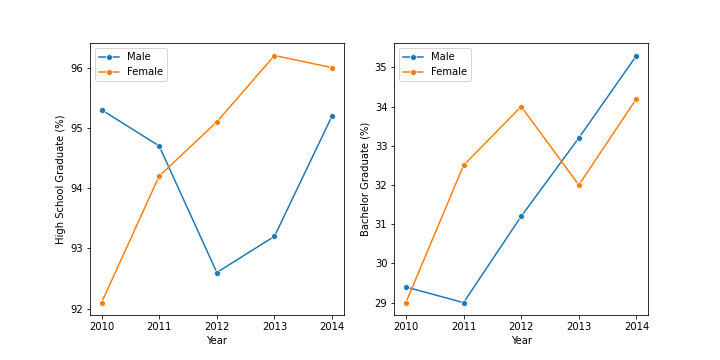 Male
Female
High School Graduate (%)
96
95
94
93
92
2010 2011 2012 2013 2014
Year
Male
Female
Bachelor Graduate (%)
35
34
33
32
31
30
29
2010 2011 2012 2013 2014
Year